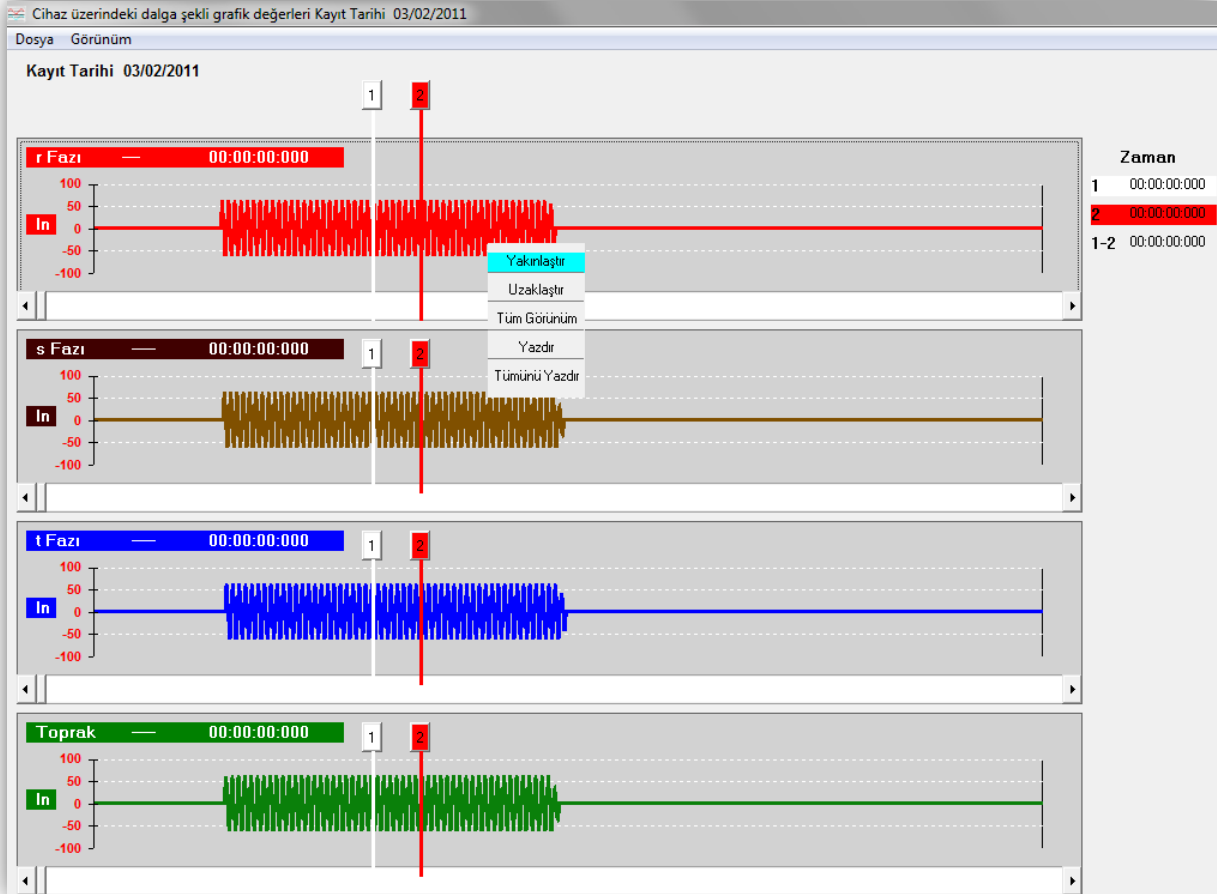 Cihaz üzerindeki dalga şekli grafik değerleri Kayıt Tarihi 03/02/2011
Dosya Görünüm
Kayıt Tarihi 03/02/2011
1 2
r Fazı — 00:00:00:000
100
50
In 0
-50
-100
Zaman
1 00:00:00:000
2 00:00:00:000
1-2 00:00:00:000
Yakınlaştır
Uzaklaştır
Tüm Görünüm
Yazdır
Tümünü Yazdır
s Fazı — 00:00:00:000 1 2
100
50
In 0
-50
-100
t Fazı — 00:00:00:000 1 2
100
50
In 0
-50
-100
Toprak — 00:00:00:000 1 2
100
50
In 0
-50
-100